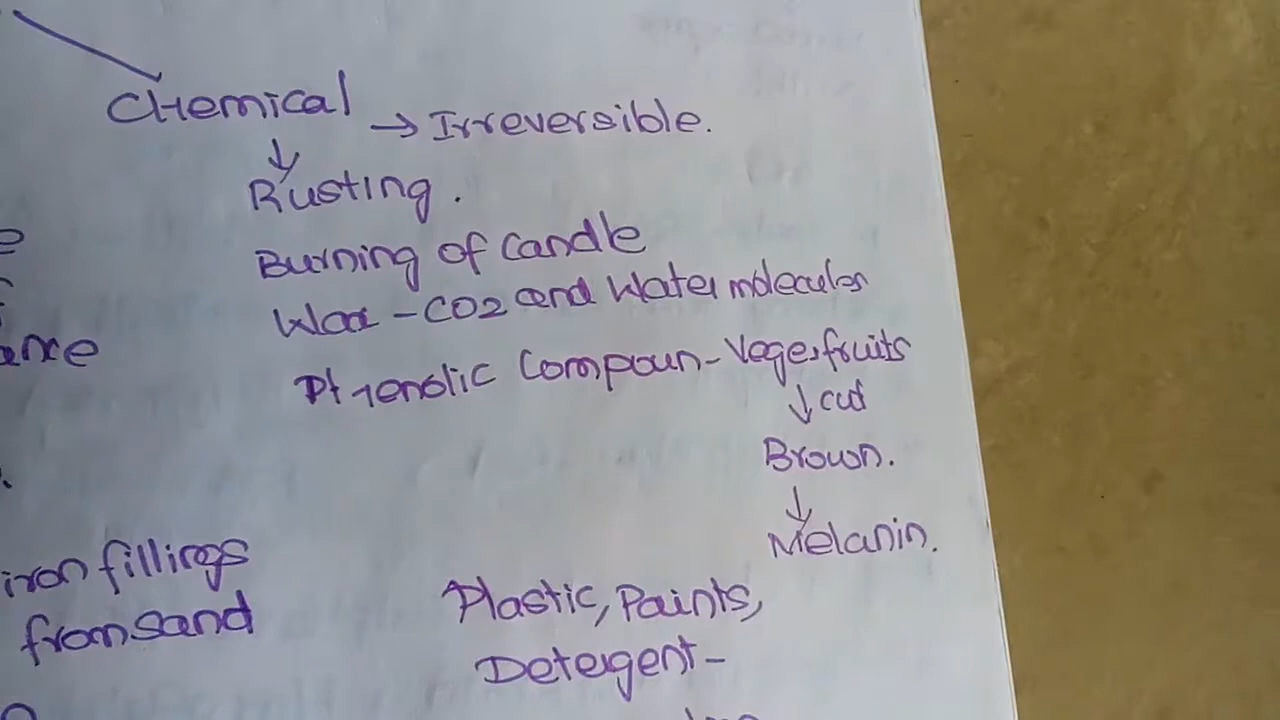 Chemical → Irreversible.
↓
Rusting.
Burning of Candle
Wax - CO2 and Water molecules
Phenolic Compoun - Vege, fruits
↓ cut
Brown.
↓
Melanin.
iron fillings
from sand
Plastic, Paints,
Detergent -